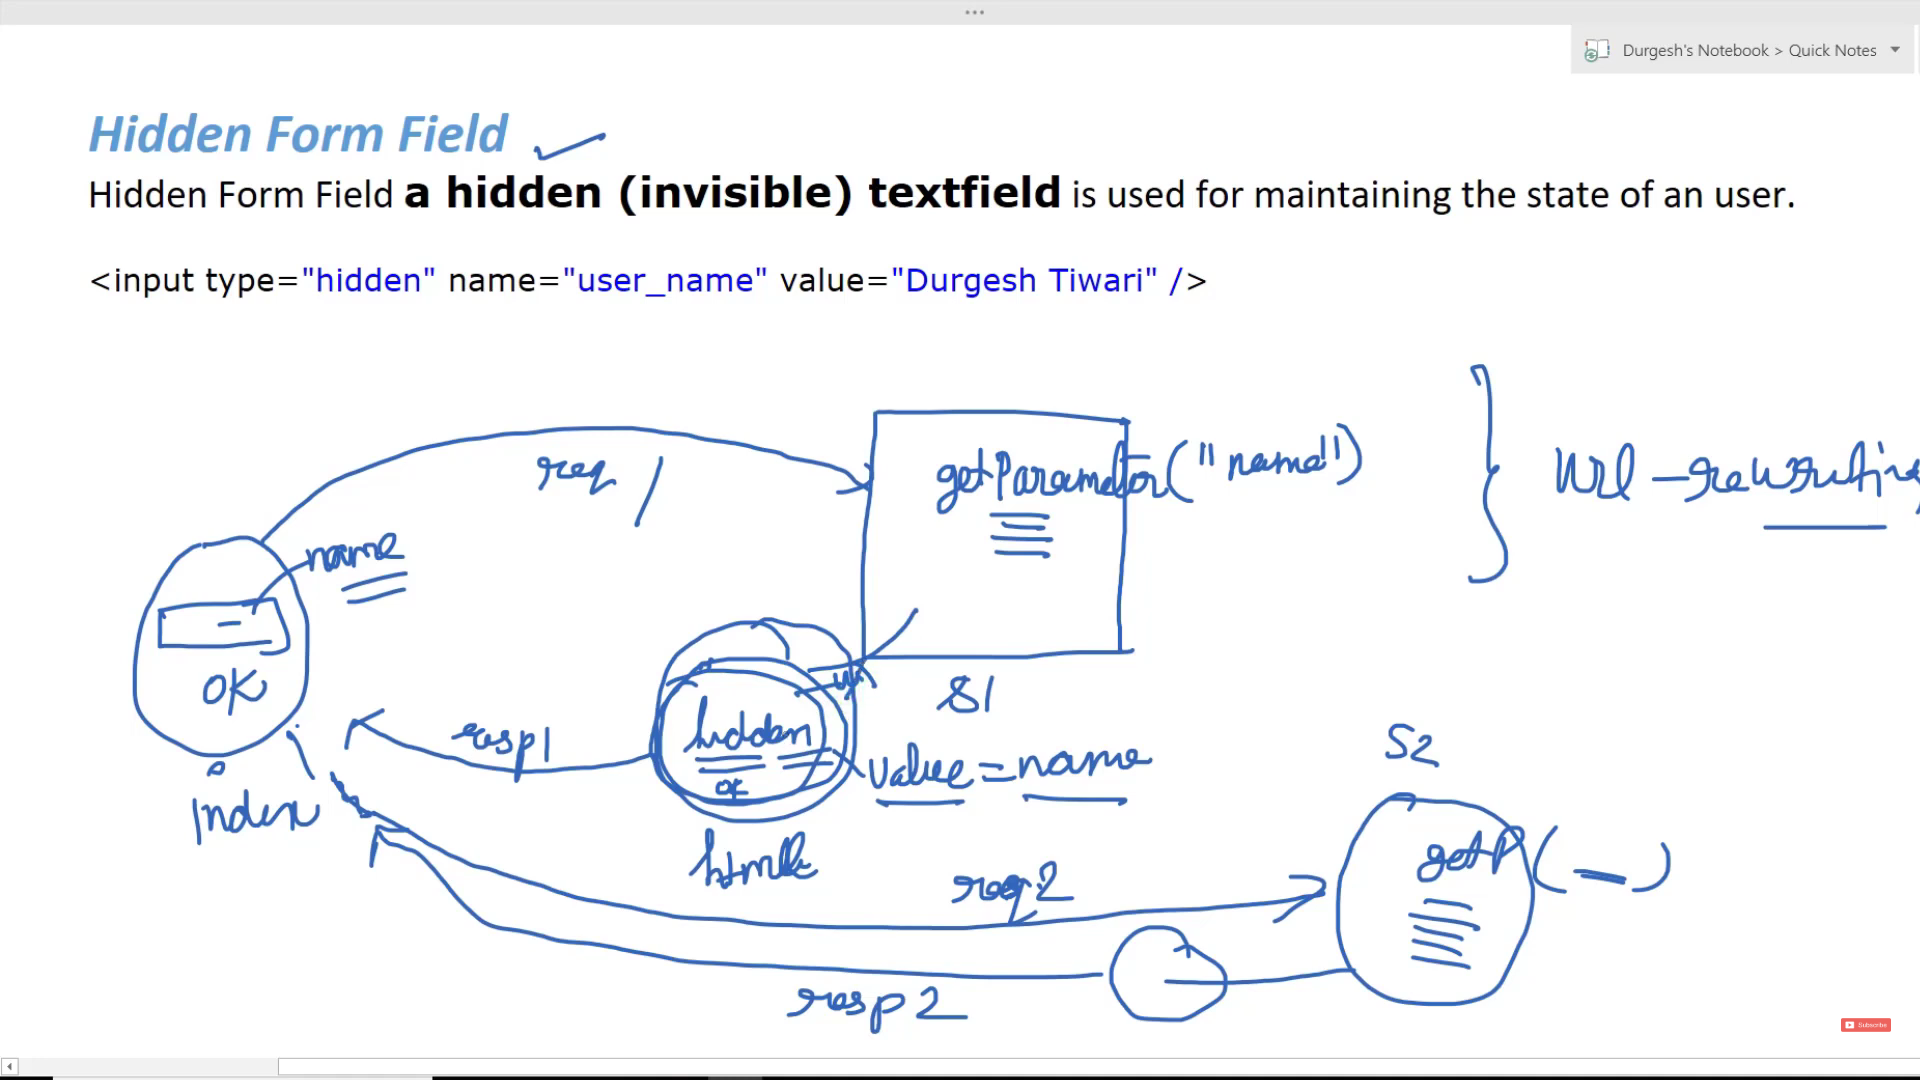 Durgesh's Notebook > Quick Notes
Hidden Form Field
Hidden Form Field a hidden (invisible) textfield is used for maintaining the state of an user.
<input type="hidden" name="user_name" value="Durgesh Tiwari" />
req
getParameter("name")
name
OK
S1
hidden
resp1
value = name
S2
index
html
getP( )
req2
resp2
Subscribe